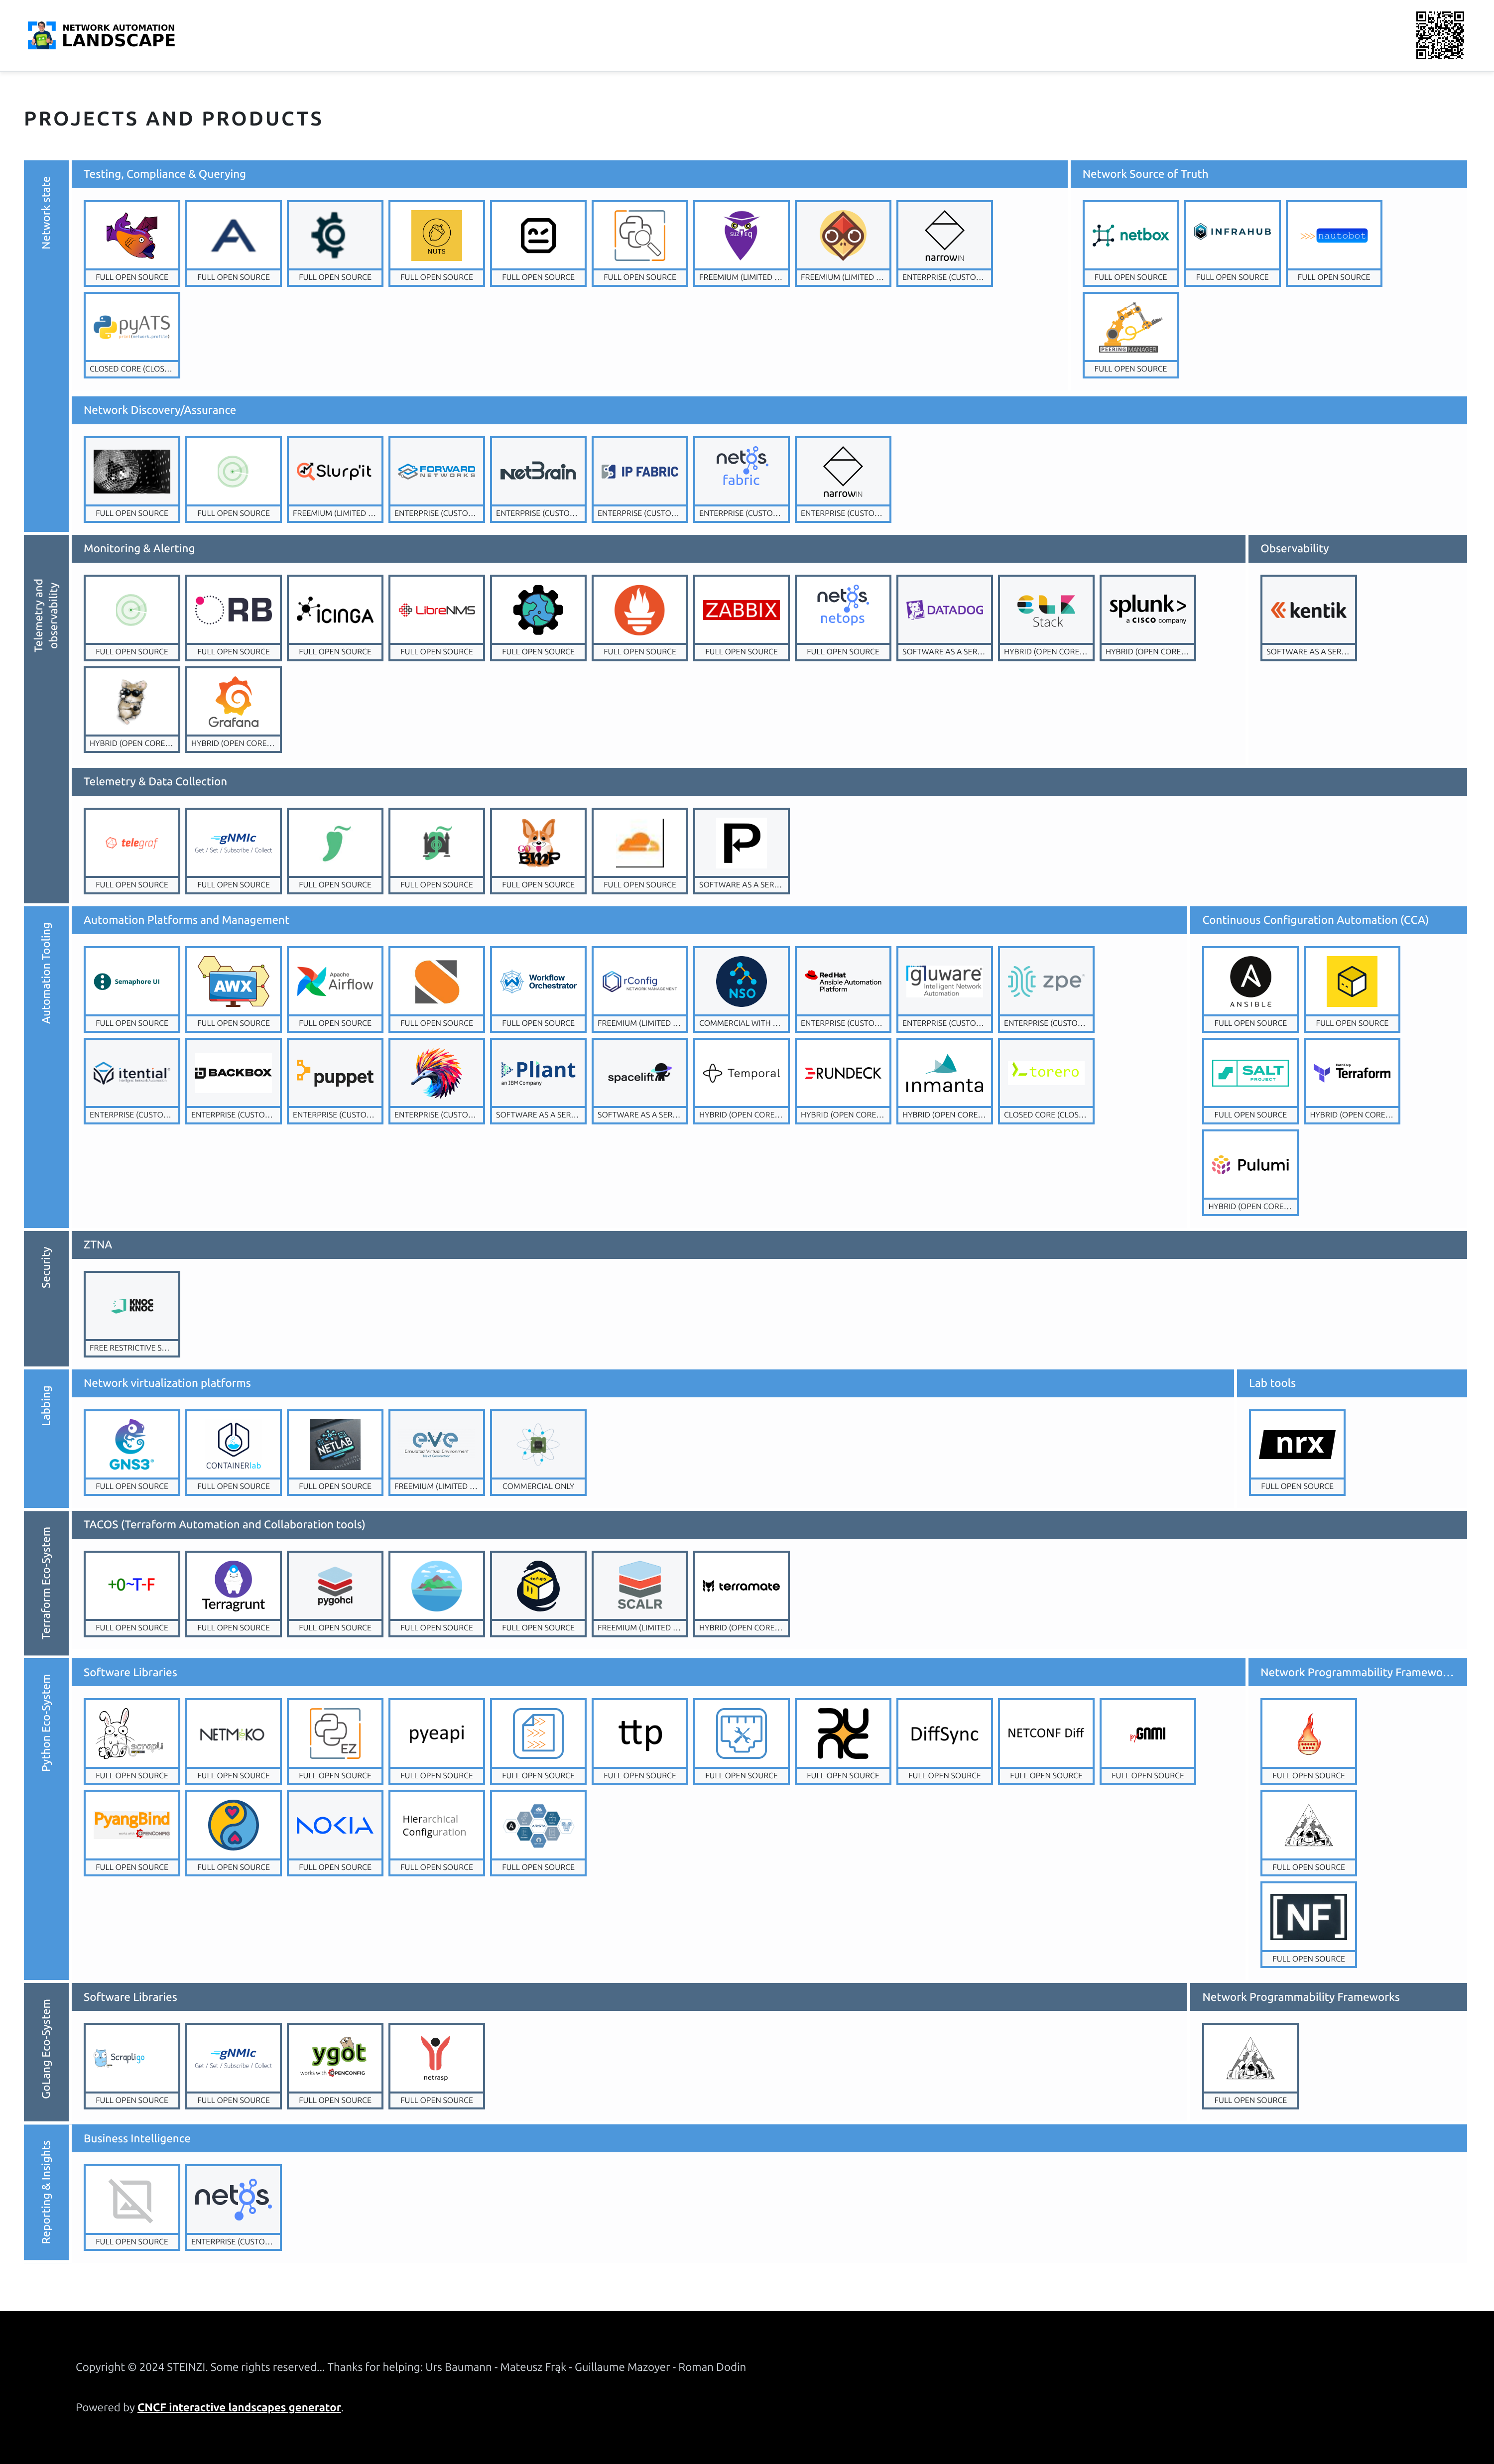 NETWORK AUTOMATION
LANDSCAPE
PROJECTS AND PRODUCTS
Network state
Testing, Compliance & Querying
NUTS
SUZIEQ
narrowIN
FULL OPEN SOURCE
FULL OPEN SOURCE
FULL OPEN SOURCE
FULL OPEN SOURCE
FULL OPEN SOURCE
FULL OPEN SOURCE
FREEMIUM (LIMITED ...
FREEMIUM (LIMITED ...
ENTERPRISE (CUSTO...
pyATS
CLOSED CORE (CLOS...
Network Source of Truth
netbox
INFRAHUB
>>>nautobot
FULL OPEN SOURCE
FULL OPEN SOURCE
FULL OPEN SOURCE
PEERING MANAGER
FULL OPEN SOURCE
Network Discovery/Assurance
Slurp'it
FORWARD
NETWORKS
NetBrain
IP FABRIC
netos
fabric
narrowIN
FULL OPEN SOURCE
FULL OPEN SOURCE
FREEMIUM (LIMITED ...
ENTERPRISE (CUSTO...
ENTERPRISE (CUSTO...
ENTERPRISE (CUSTO...
ENTERPRISE (CUSTO...
ENTERPRISE (CUSTO...
Telemetry and
observability
Monitoring & Alerting
ORB
ICINGA
LibreNMS
ZABBIX
netos
netops
DATADOG
ELK
Stack
splunk>
a CISCO company
FULL OPEN SOURCE
FULL OPEN SOURCE
FULL OPEN SOURCE
FULL OPEN SOURCE
FULL OPEN SOURCE
FULL OPEN SOURCE
FULL OPEN SOURCE
FULL OPEN SOURCE
SOFTWARE AS A SER...
HYBRID (OPEN CORE...
HYBRID (OPEN CORE...
Grafana
HYBRID (OPEN CORE...
HYBRID (OPEN CORE...
Observability
kentik
SOFTWARE AS A SER...
Telemetry & Data Collection
telegraf
gNMIc
Get / Set / Subscribe / Collect
GO
BMP
P
FULL OPEN SOURCE
FULL OPEN SOURCE
FULL OPEN SOURCE
FULL OPEN SOURCE
FULL OPEN SOURCE
FULL OPEN SOURCE
SOFTWARE AS A SER...
Automation Tooling
Automation Platforms and Management
Semaphore UI
AWX
Apache
Airflow
Workflow
Orchestrator
rConfig
NETWORK MANAGEMENT
NSO
Red Hat
Ansible Automation
Platform
gluware
Intelligent Network
Automation
zpe
FULL OPEN SOURCE
FULL OPEN SOURCE
FULL OPEN SOURCE
FULL OPEN SOURCE
FULL OPEN SOURCE
FREEMIUM (LIMITED ...
COMMERCIAL WITH ...
ENTERPRISE (CUSTO...
ENTERPRISE (CUSTO...
ENTERPRISE (CUSTO...
itential
BACKBOX
puppet
Pliant
an IBM Company
spacelift
Temporal
RUNDECK
inmanta
torero
ENTERPRISE (CUSTO...
ENTERPRISE (CUSTO...
ENTERPRISE (CUSTO...
ENTERPRISE (CUSTO...
SOFTWARE AS A SER...
SOFTWARE AS A SER...
HYBRID (OPEN CORE...
HYBRID (OPEN CORE...
HYBRID (OPEN CORE...
CLOSED CORE (CLOS...
Continuous Configuration Automation (CCA)
ANSIBLE
FULL OPEN SOURCE
FULL OPEN SOURCE
SALT
PROJECT
Terraform
FULL OPEN SOURCE
HYBRID (OPEN CORE...
Pulumi
HYBRID (OPEN CORE...
Security
ZTNA
KNOC
KNOC
FREE RESTRICTIVE S...
Labbing
Network virtualization platforms
GNS3
CONTAINERlab
NETLAB
eve
Emulated Virtual Environment
Next Generation
FULL OPEN SOURCE
FULL OPEN SOURCE
FULL OPEN SOURCE
FREEMIUM (LIMITED ...
COMMERCIAL ONLY
Lab tools
nrx
FULL OPEN SOURCE
Terraform Eco-System
TACOS (Terraform Automation and Collaboration tools)
+0~T-F
Terragrunt
pygohcl
SCALR
terramate
FULL OPEN SOURCE
FULL OPEN SOURCE
FULL OPEN SOURCE
FULL OPEN SOURCE
FULL OPEN SOURCE
FREEMIUM (LIMITED ...
HYBRID (OPEN CORE...
Python Eco-System
Software Libraries
scrapli
NETMIKO
EZ
pyeapi
ttp
DiffSync
NETCONF Diff
pyGNMI
FULL OPEN SOURCE
FULL OPEN SOURCE
FULL OPEN SOURCE
FULL OPEN SOURCE
FULL OPEN SOURCE
FULL OPEN SOURCE
FULL OPEN SOURCE
FULL OPEN SOURCE
FULL OPEN SOURCE
FULL OPEN SOURCE
FULL OPEN SOURCE
PyangBind
works with OPENCONFIG
NOKIA
Hierarchical
Configuration
FULL OPEN SOURCE
FULL OPEN SOURCE
FULL OPEN SOURCE
FULL OPEN SOURCE
FULL OPEN SOURCE
Network Programmability Framewo...
FULL OPEN SOURCE
FULL OPEN SOURCE
[NF]
FULL OPEN SOURCE
GoLang Eco-System
Software Libraries
Scrapligo
gNMIc
Get / Set / Subscribe / Collect
ygot
works with OPENCONFIG
netrasp
FULL OPEN SOURCE
FULL OPEN SOURCE
FULL OPEN SOURCE
FULL OPEN SOURCE
Network Programmability Frameworks
FULL OPEN SOURCE
Reporting & Insights
Business Intelligence
netos
FULL OPEN SOURCE
ENTERPRISE (CUSTO...
Copyright © 2024 STEINZI. Some rights reserved... Thanks for helping: Urs Baumann - Mateusz Frąk - Guillaume Mazoyer - Roman Dodin
Powered by CNCF interactive landscapes generator.